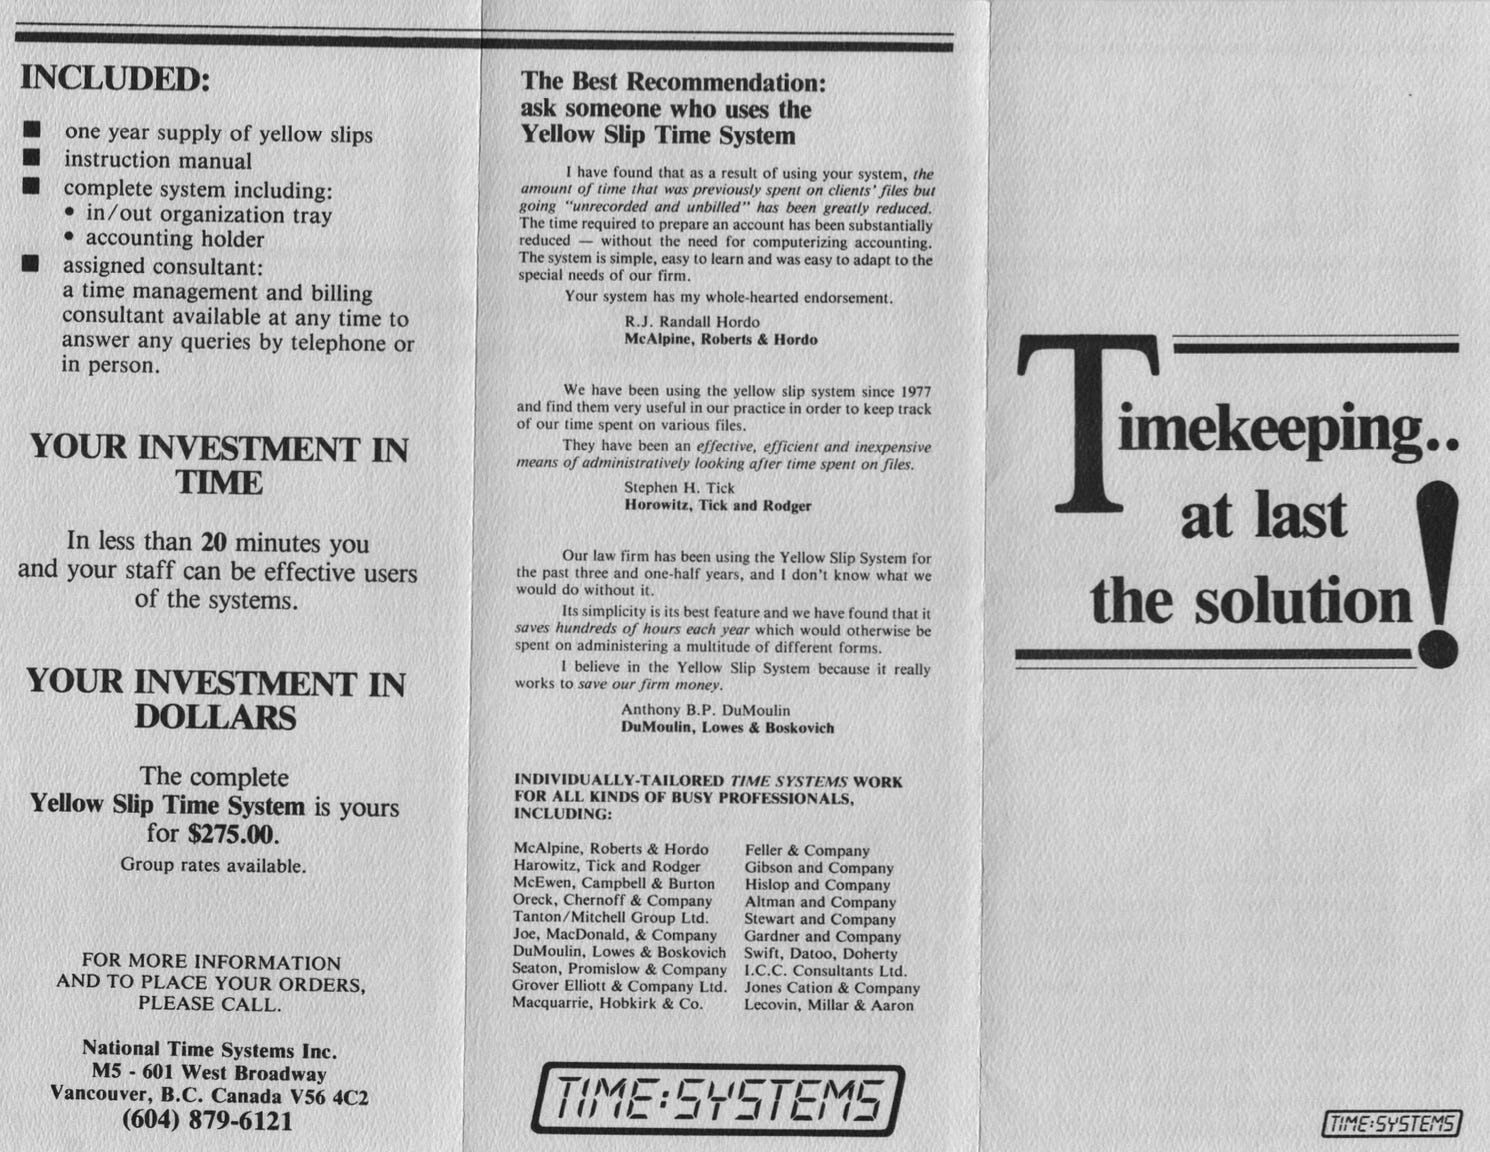 INCLUDED:
■ one year supply of yellow slips
■ instruction manual
■ complete system including:
• in/out organization tray
• accounting holder
■ assigned consultant:
a time management and billing
consultant available at any time to
answer any queries by telephone or
in person.
YOUR INVESTMENT IN
TIME
In less than 20 minutes you
and your staff can be effective users
of the systems.
YOUR INVESTMENT IN
DOLLARS
The complete
Yellow Slip Time System is yours
for $275.00.
Group rates available.
FOR MORE INFORMATION
AND TO PLACE YOUR ORDERS,
PLEASE CALL.
National Time Systems Inc.
M5 - 601 West Broadway
Vancouver, B.C. Canada V56 4C2
(604) 879-6121
The Best Recommendation:
ask someone who uses the
Yellow Slip Time System
I have found that as a result of using your system, the
amount of time that was previously spent on clients' files but
going "unrecorded and unbilled" has been greatly reduced.
The time required to prepare an account has been substantially
reduced — without the need for computerizing accounting.
The system is simple, easy to learn and was easy to adapt to the
special needs of our firm.
Your system has my whole-hearted endorsement.
R.J. Randall Hordo
McAlpine, Roberts & Hordo
We have been using the yellow slip system since 1977
and find them very useful in our practice in order to keep track
of our time spent on various files.
They have been an effective, efficient and inexpensive
means of administratively looking after time spent on files.
Stephen H. Tick
Horowitz, Tick and Rodger
Our law firm has been using the Yellow Slip System for
the past three and one-half years, and I don't know what we
would do without it.
Its simplicity is its best feature and we have found that it
saves hundreds of hours each year which would otherwise be
spent on administering a multitude of different forms.
I believe in the Yellow Slip System because it really
works to save our firm money.
Anthony B.P. DuMoulin
DuMoulin, Lowes & Boskovich
INDIVIDUALLY-TAILORED TIME SYSTEMS WORK
FOR ALL KINDS OF BUSY PROFESSIONALS,
INCLUDING:
McAlpine, Roberts & Hordo
Harowitz, Tick and Rodger
McEwen, Campbell & Burton
Oreck, Chernoff & Company
Tanton/Mitchell Group Ltd.
Joe, MacDonald, & Company
DuMoulin, Lowes & Boskovich
Seaton, Promislow & Company
Grover Elliott & Company Ltd.
Macquarrie, Hobkirk & Co.
Feller & Company
Gibson and Company
Hislop and Company
Altman and Company
Stewart and Company
Gardner and Company
Swift, Datoo, Doherty
I.C.C. Consultants Ltd.
Jones Cation & Company
Lecovin, Millar & Aaron
TIME:SYSTEMS
Timekeeping..
at last
the solution!
TIME:SYSTEMS